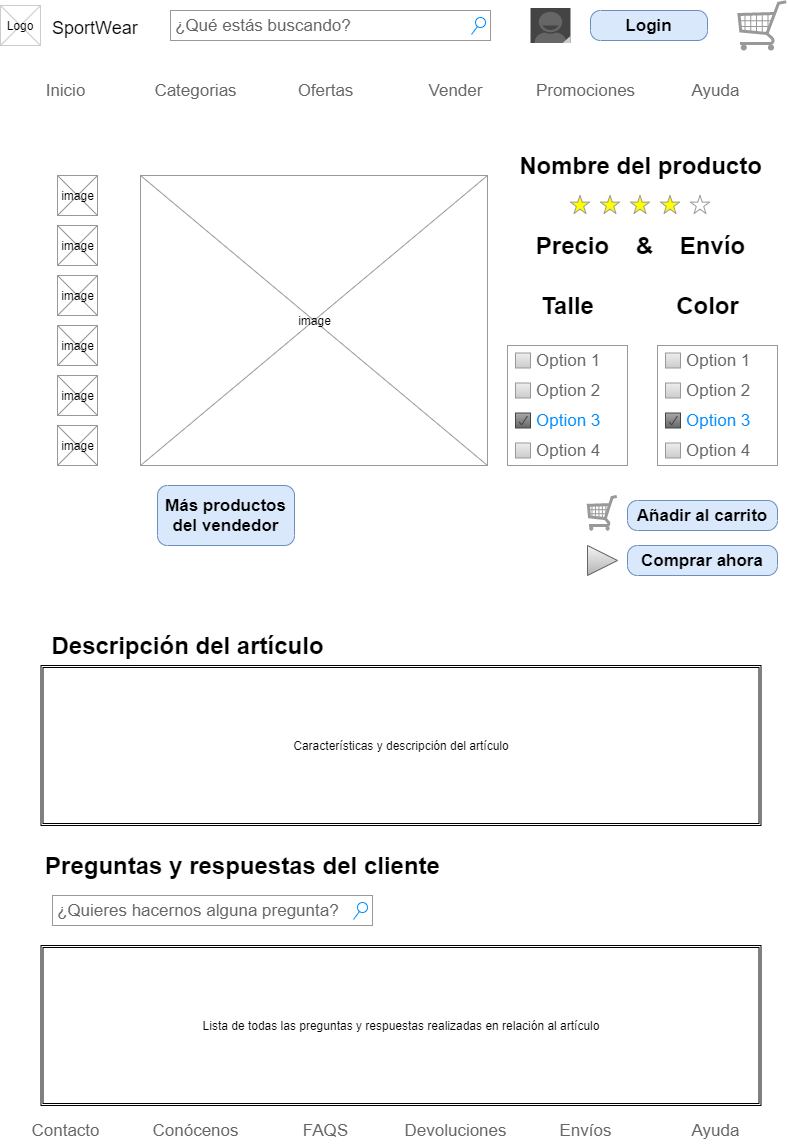 Logo
SportWear
¿Qué estás buscando?
Login
Inicio
Categorias
Ofertas
Vender
Promociones
Ayuda
image
image
image
image
image
image
image
Nombre del producto
Precio & Envío
Talle
Color
Option 1
Option 2
Option 3
Option 4
Option 1
Option 2
Option 3
Option 4
Más productos
del vendedor
Añadir al carrito
Comprar ahora
Descripción del artículo
Características y descripción del artículo
Preguntas y respuestas del cliente
¿Quieres hacernos alguna pregunta?
Lista de todas las preguntas y respuestas realizadas en relación al artículo
Contacto
Conócenos
FAQS
Devoluciones
Envíos
Ayuda